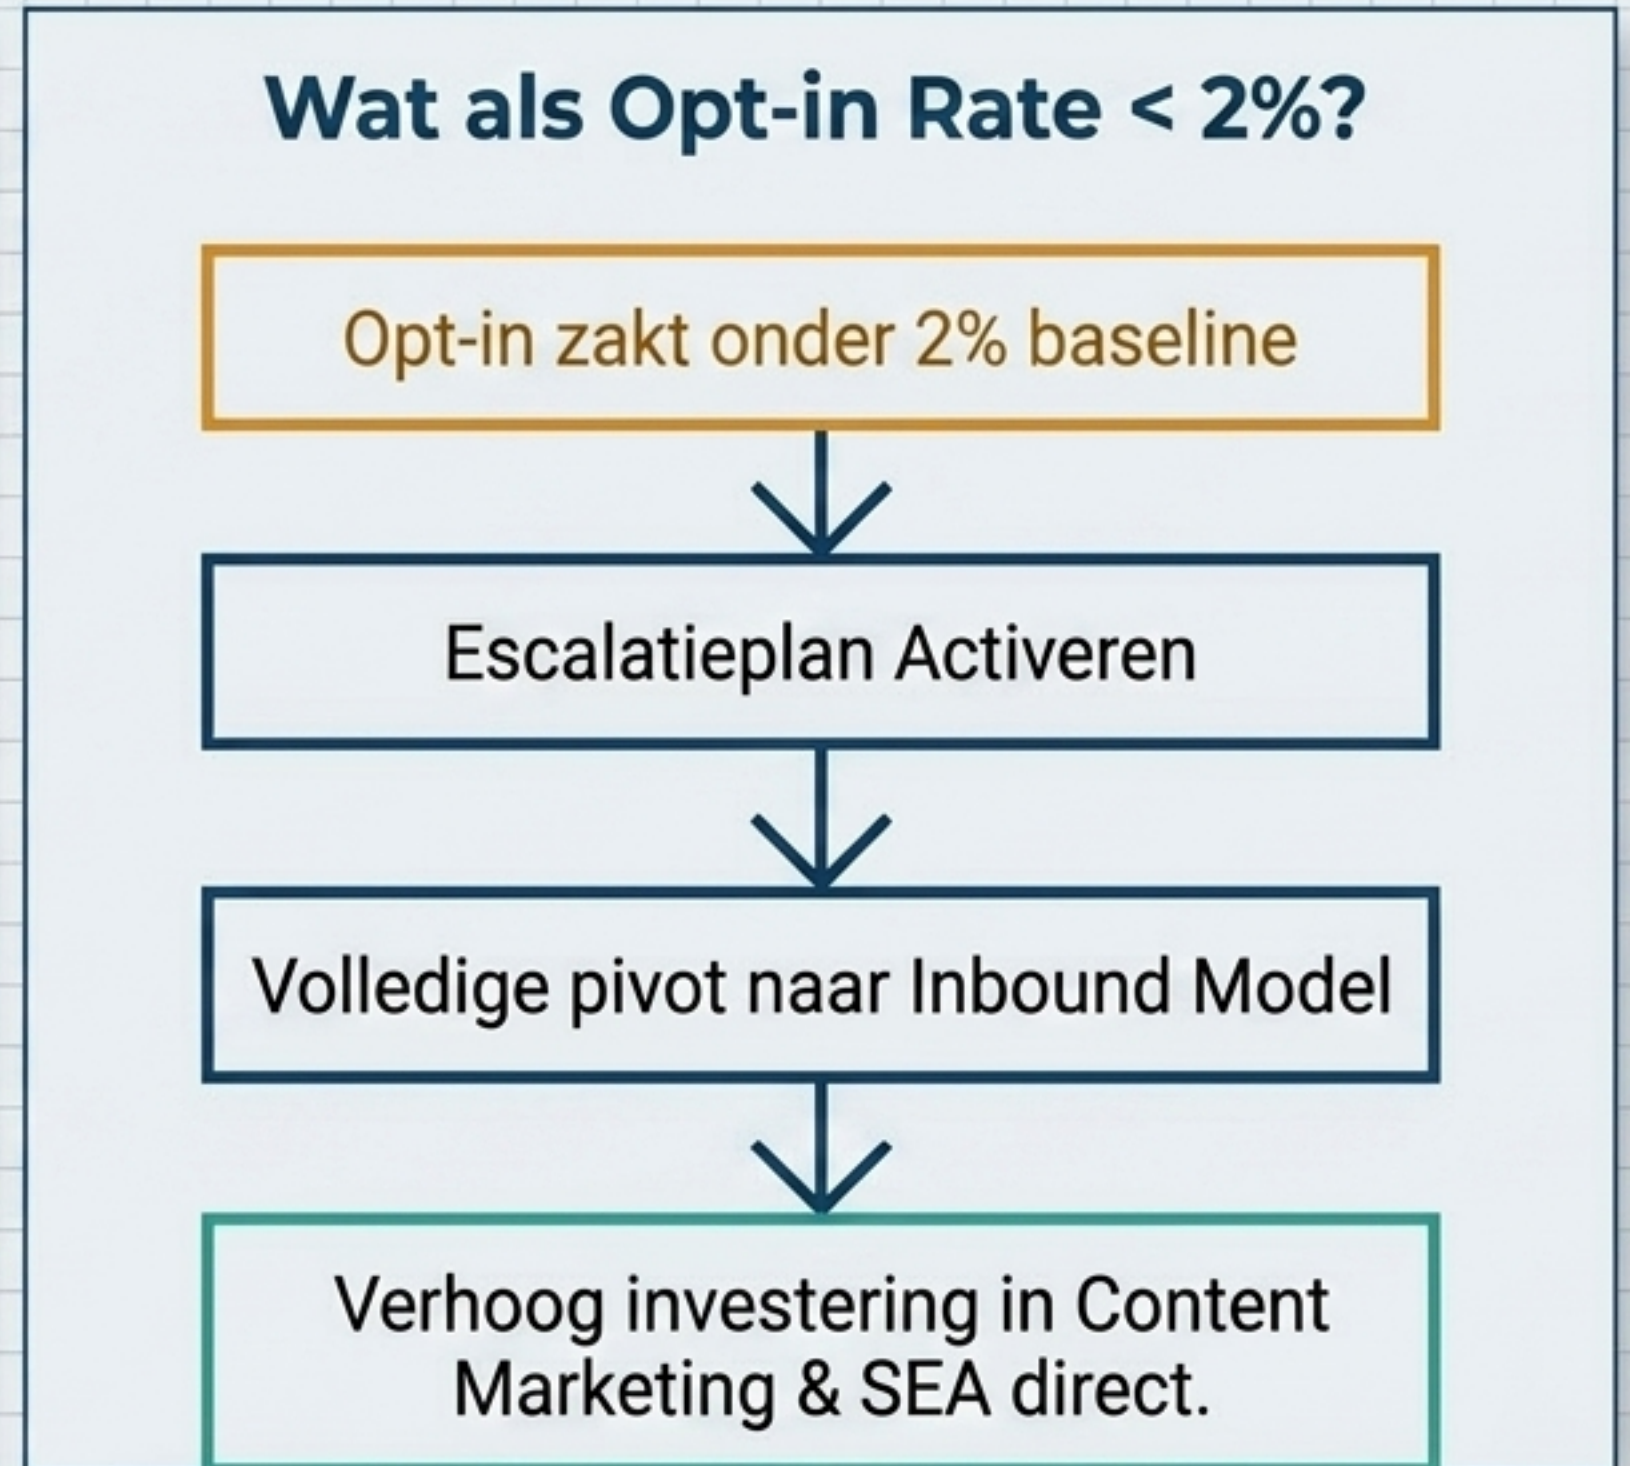 Wat als Opt-in Rate < 2%?
Opt-in zakt onder 2% baseline
Escalatieplan Activeren
Volledige pivot naar Inbound Model
Verhoog investering in Content
Marketing & SEA direct.